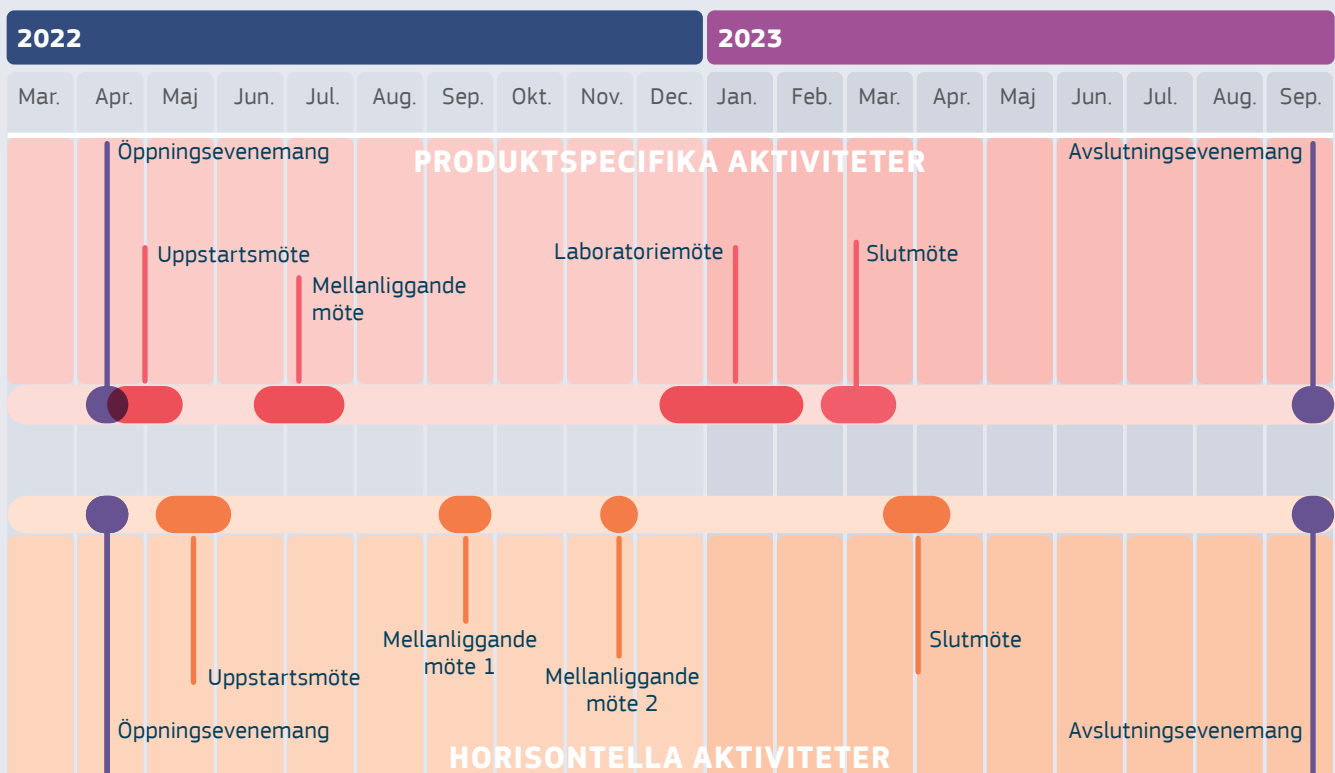 2022
2023
Mar. Apr. Maj Jun. Jul. Aug. Sep. Okt. Nov. Dec. Jan. Feb. Mar. Apr. Maj Jun. Jul. Aug. Sep.
Öppningsevenemang
PRODUKTSPECIFIKA AKTIVITETER
Avslutningsevenemang
Uppstartsmöte
Laboratoriemöte
Slutmöte
Mellanliggande
möte
Mellanliggande
möte 1
Slutmöte
Uppstartsmöte
Mellanliggande
möte 2
Öppningsevenemang
Avslutningsevenemang
HORISONTELLA AKTIVITETER